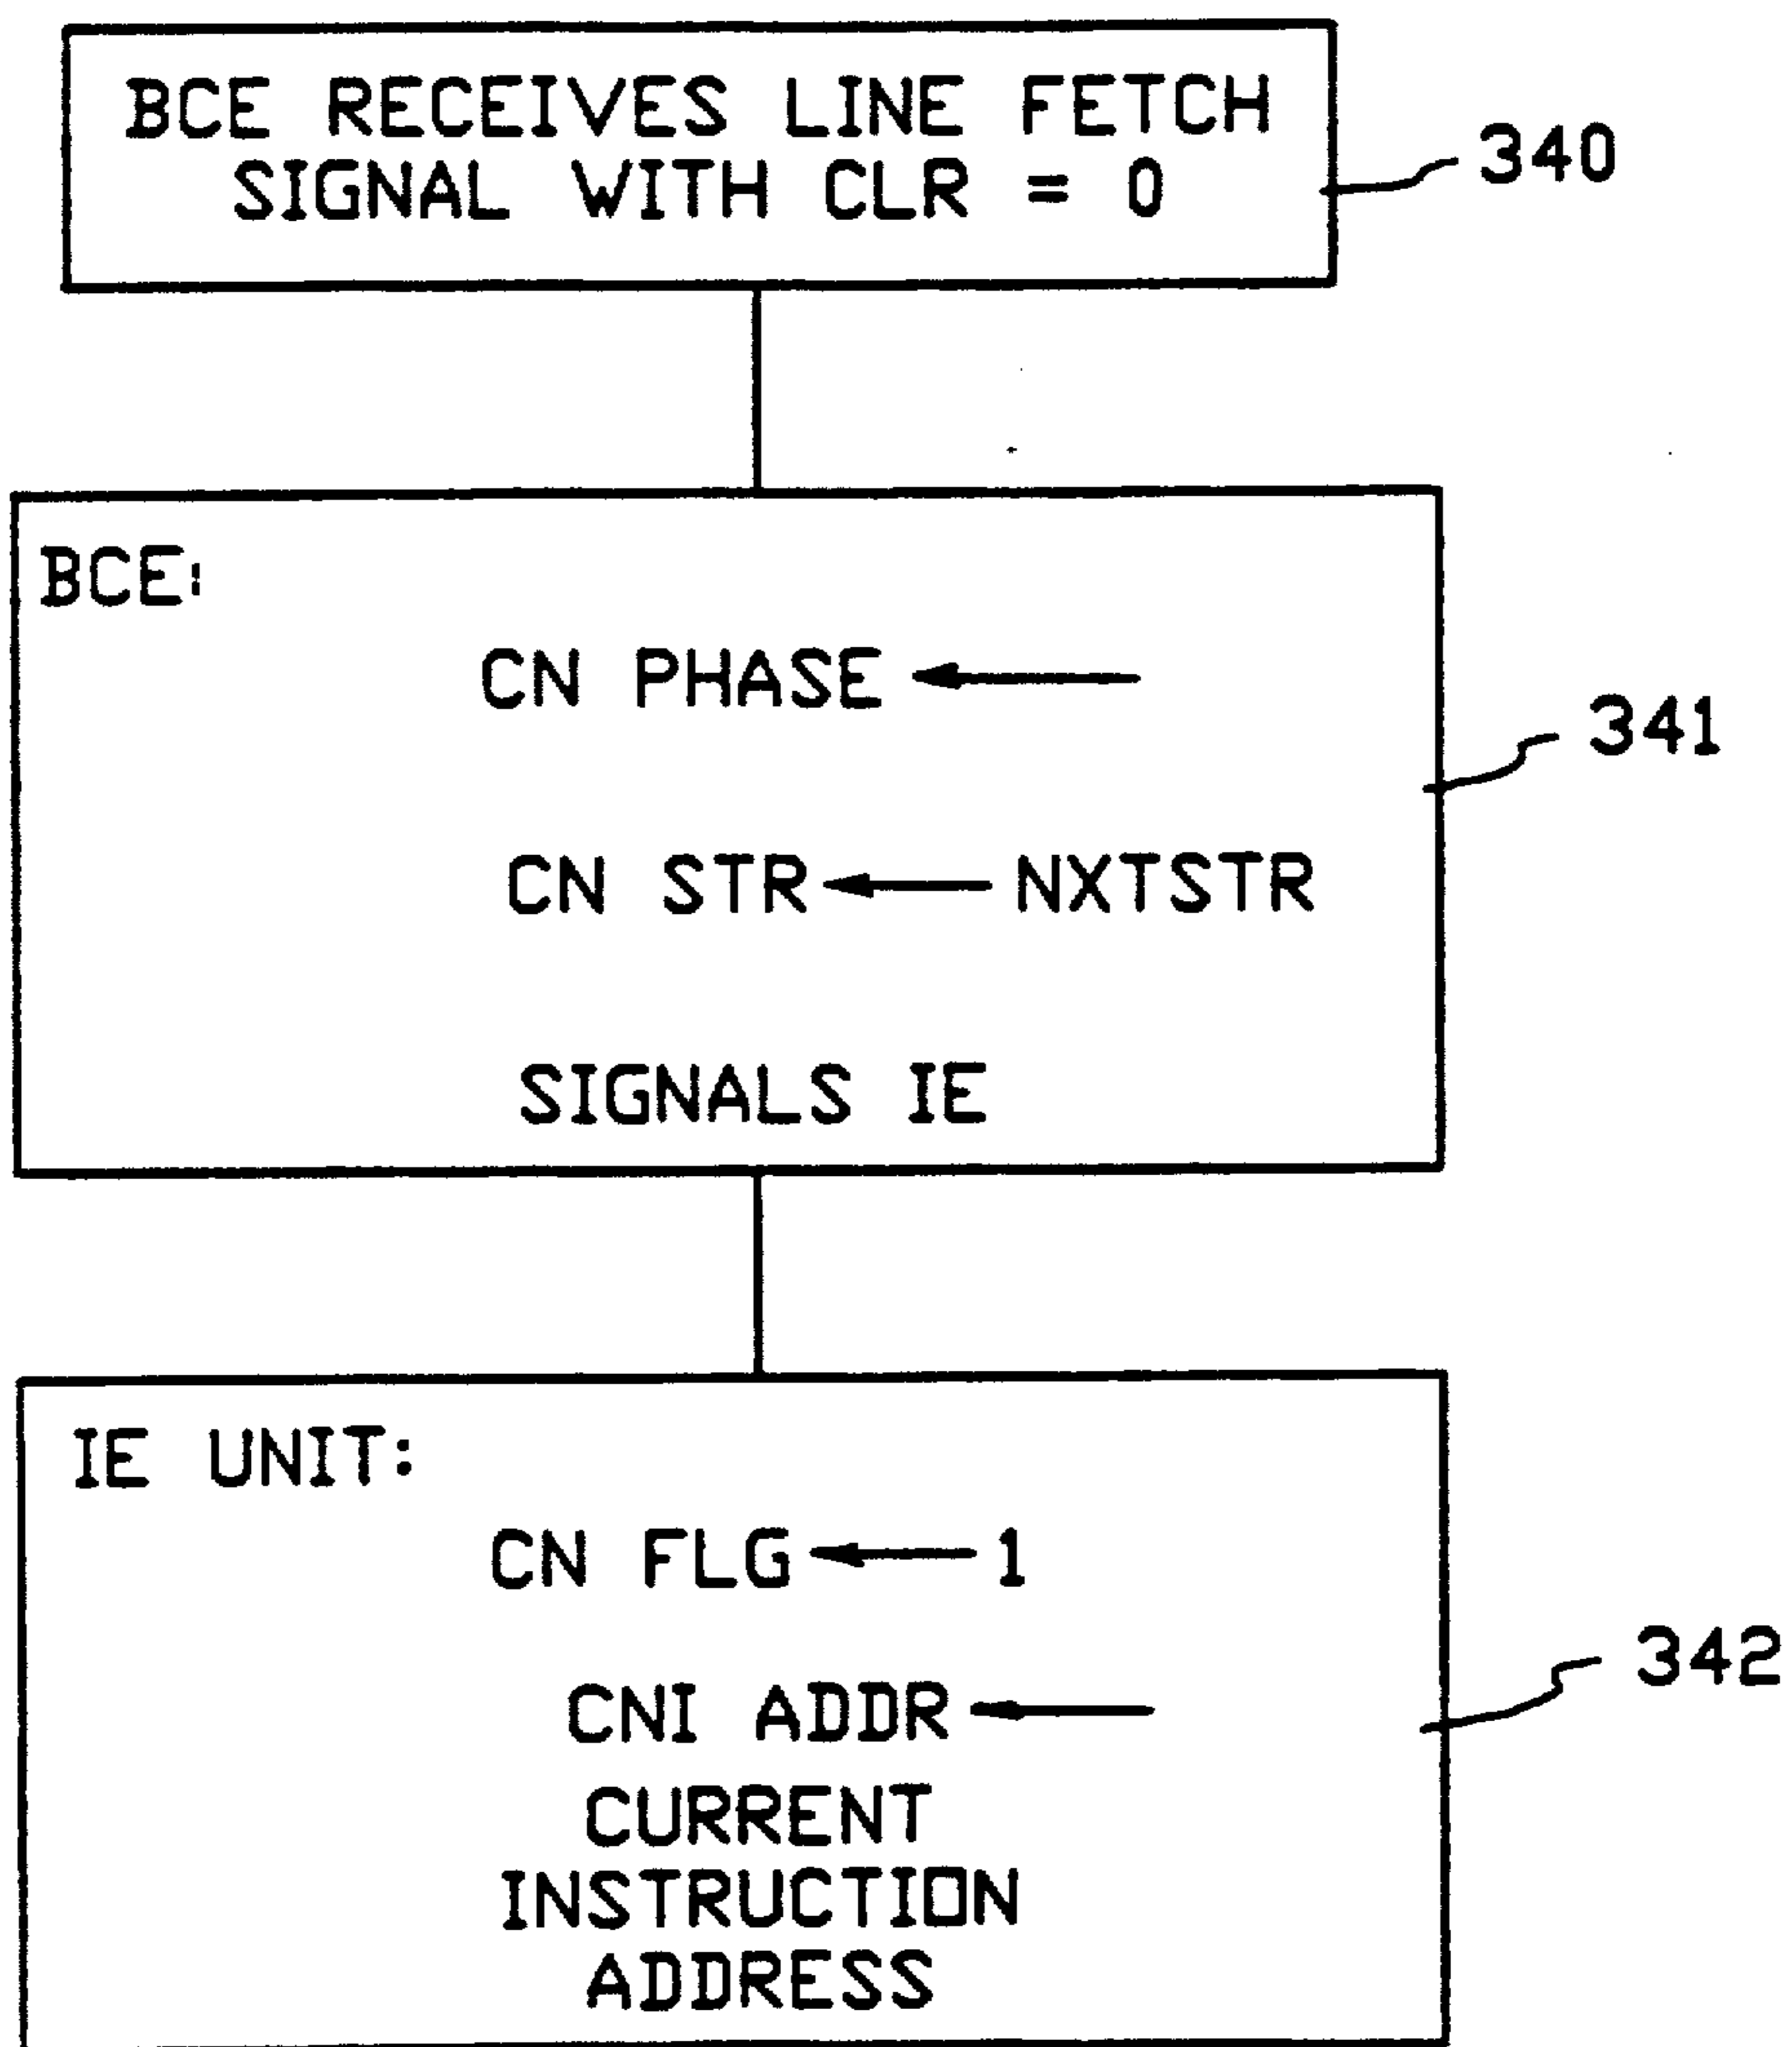 BCE RECEIVES LINE FETCH
SIGNAL WITH CLR = 0
340
BCE:
CN PHASE ←
341
CN STR ← NXTSTR
SIGNALS IE
IE UNIT:
CN FLG ← 1
342
CNI ADDR ←
CURRENT
INSTRUCTION
ADDRESS